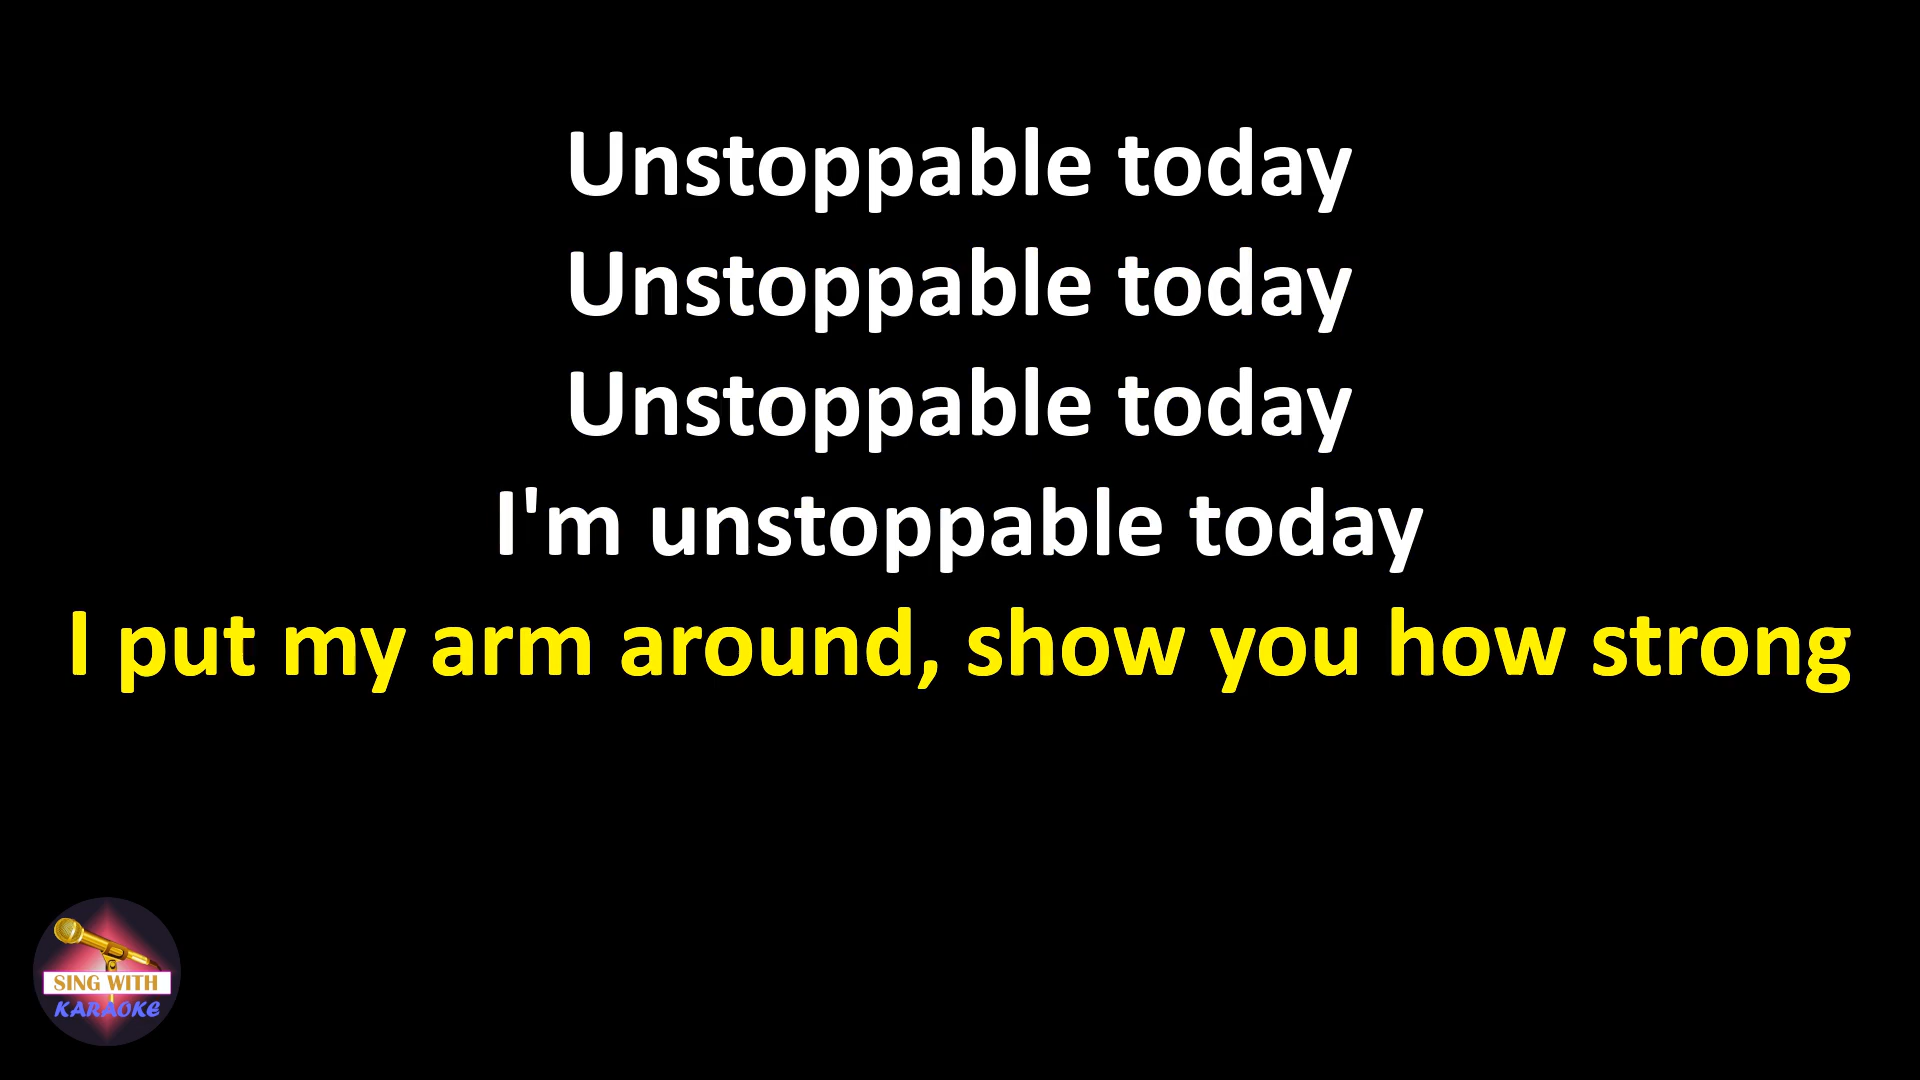 Unstoppable today
Unstoppable today
Unstoppable today
I'm unstoppable today
I put my arm around, show you how strong
SING WITH
KARAOKE